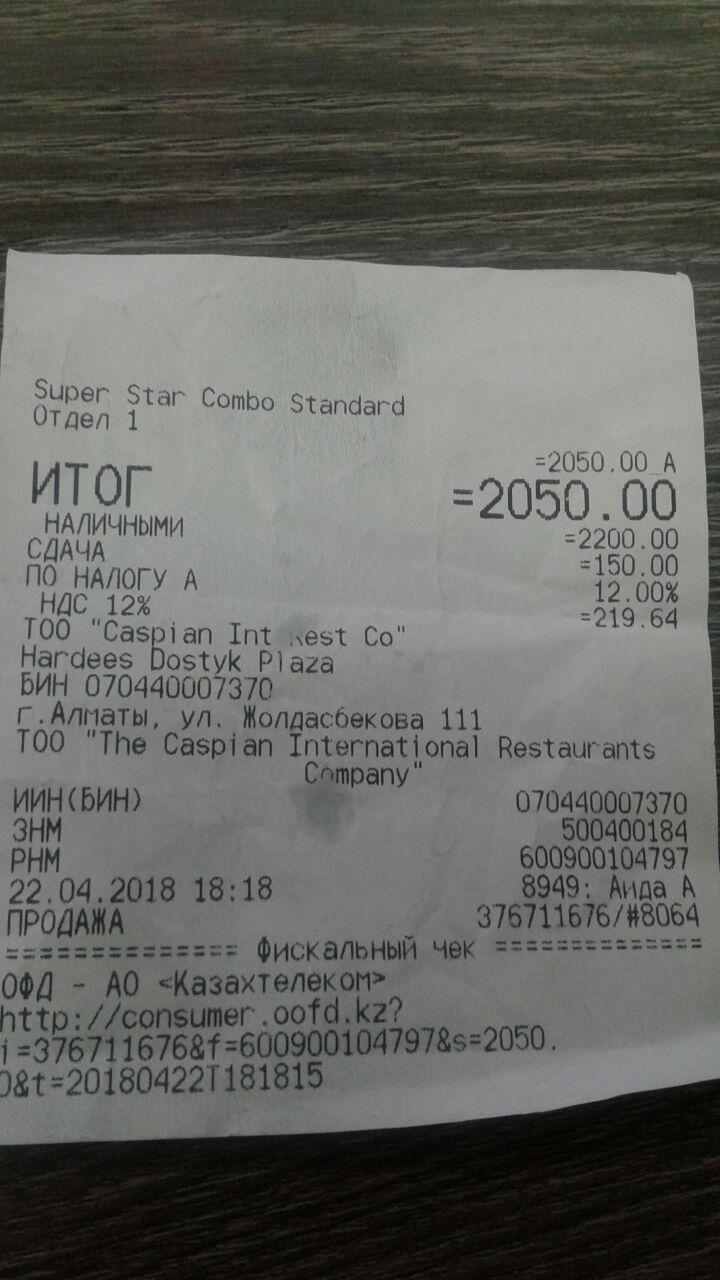 Super Star Combo Standard
Отдел 1
=2050.00 А
ИТОГ =2050.00
НАЛИЧНЫМИ =2200.00
СДАЧА =150.00
ПО НАЛОГУ А 12.00%
НДС 12% =219.64
ТОО "Caspian Int Rest Co"
Hardees Dostyk Plaza
БИН 070440007370
г.Алматы, ул. Жолдасбекова 111
ТОО "The Caspian International Restaurants
Company"
ИИН(БИН) 070440007370
ЗНМ 500400184
РНМ 600900104797
22.04.2018 18:18 8949: Аида А
ПРОДАЖА 376711676/#8064
============== Фискальный чек ==============
ОФД - АО <Казахтелеком>
http://consumer.oofd.kz?
i=376711676&f=600900104797&s=2050.
0&t=20180422T181815